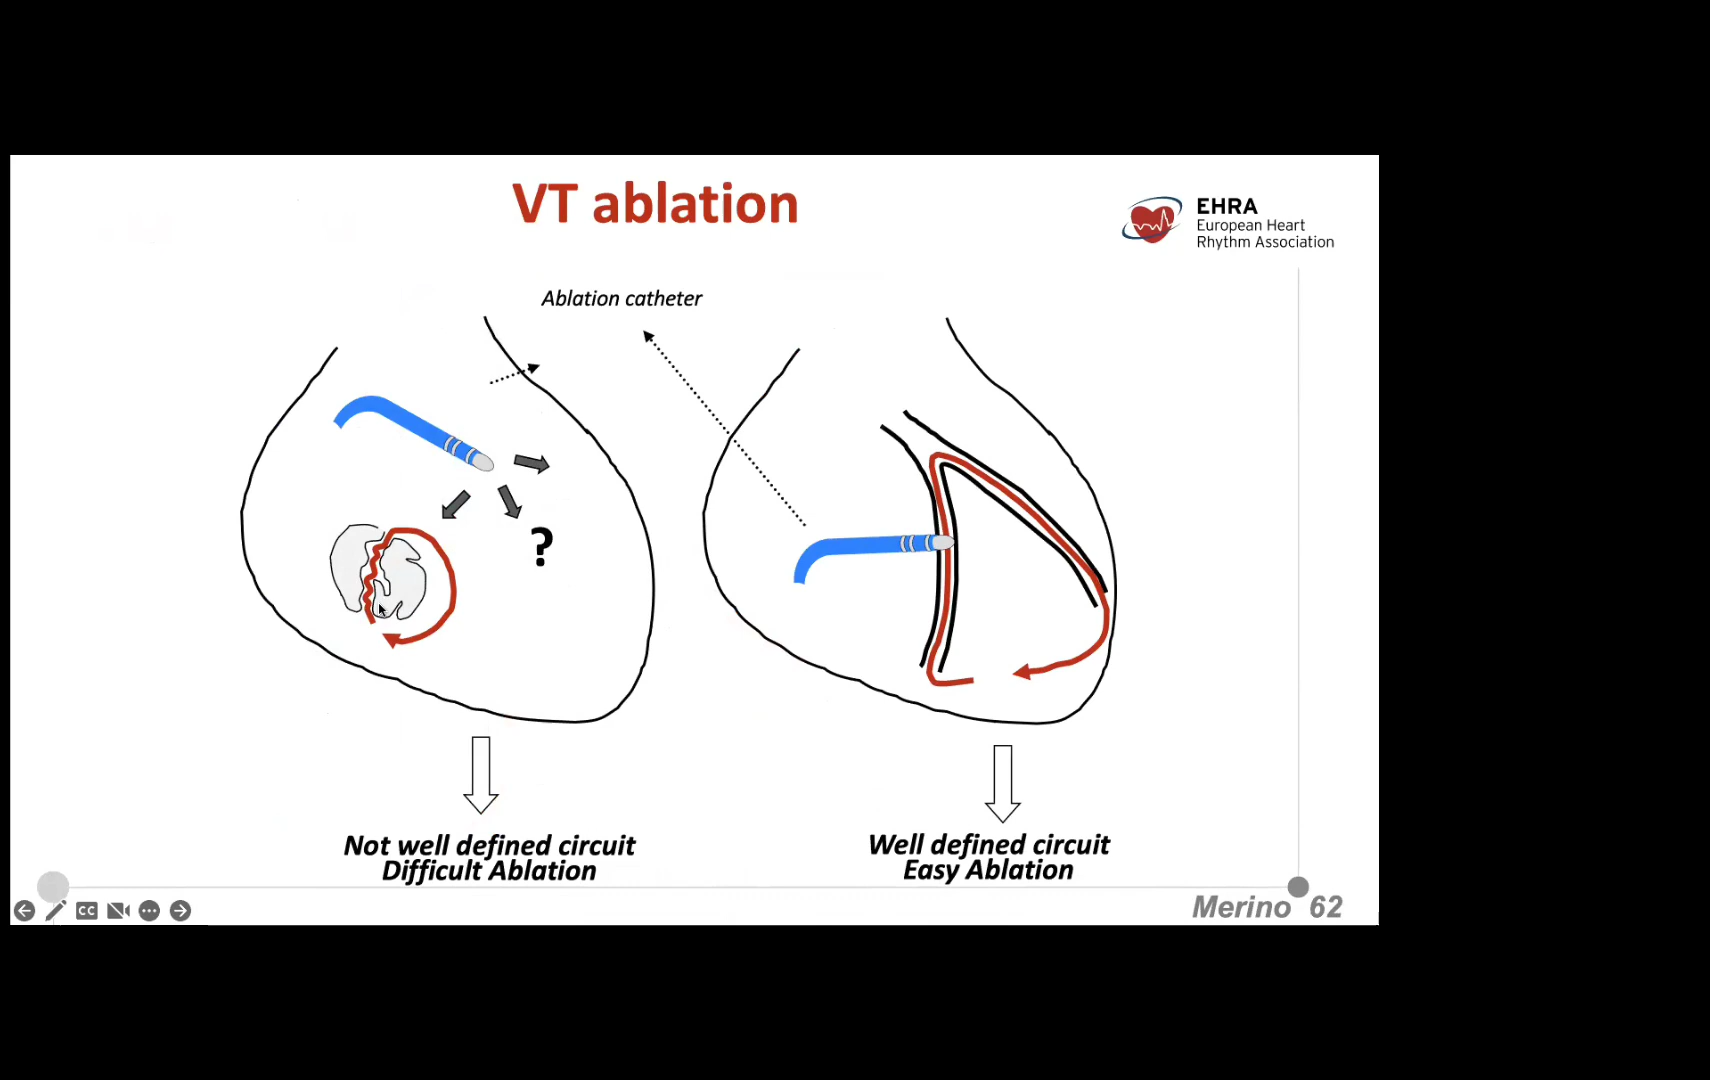 VT ablation
EHRA
European Heart
Rhythm Association
Ablation catheter
?
Not well defined circuit
Difficult Ablation
Well defined circuit
Easy Ablation
CC
Merino 62